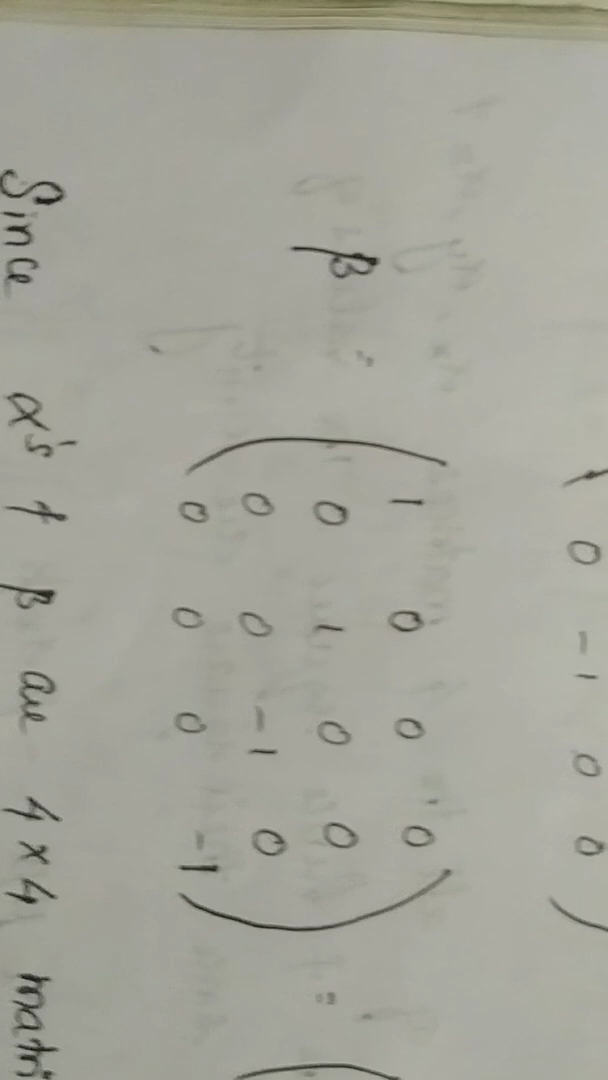 0 -1 0 0 )
β = ( 1 0 0 0
0 1 0 0
0 0 -1 0
0 0 0 -1 ) = (
Since α's & β are 4×4 matri